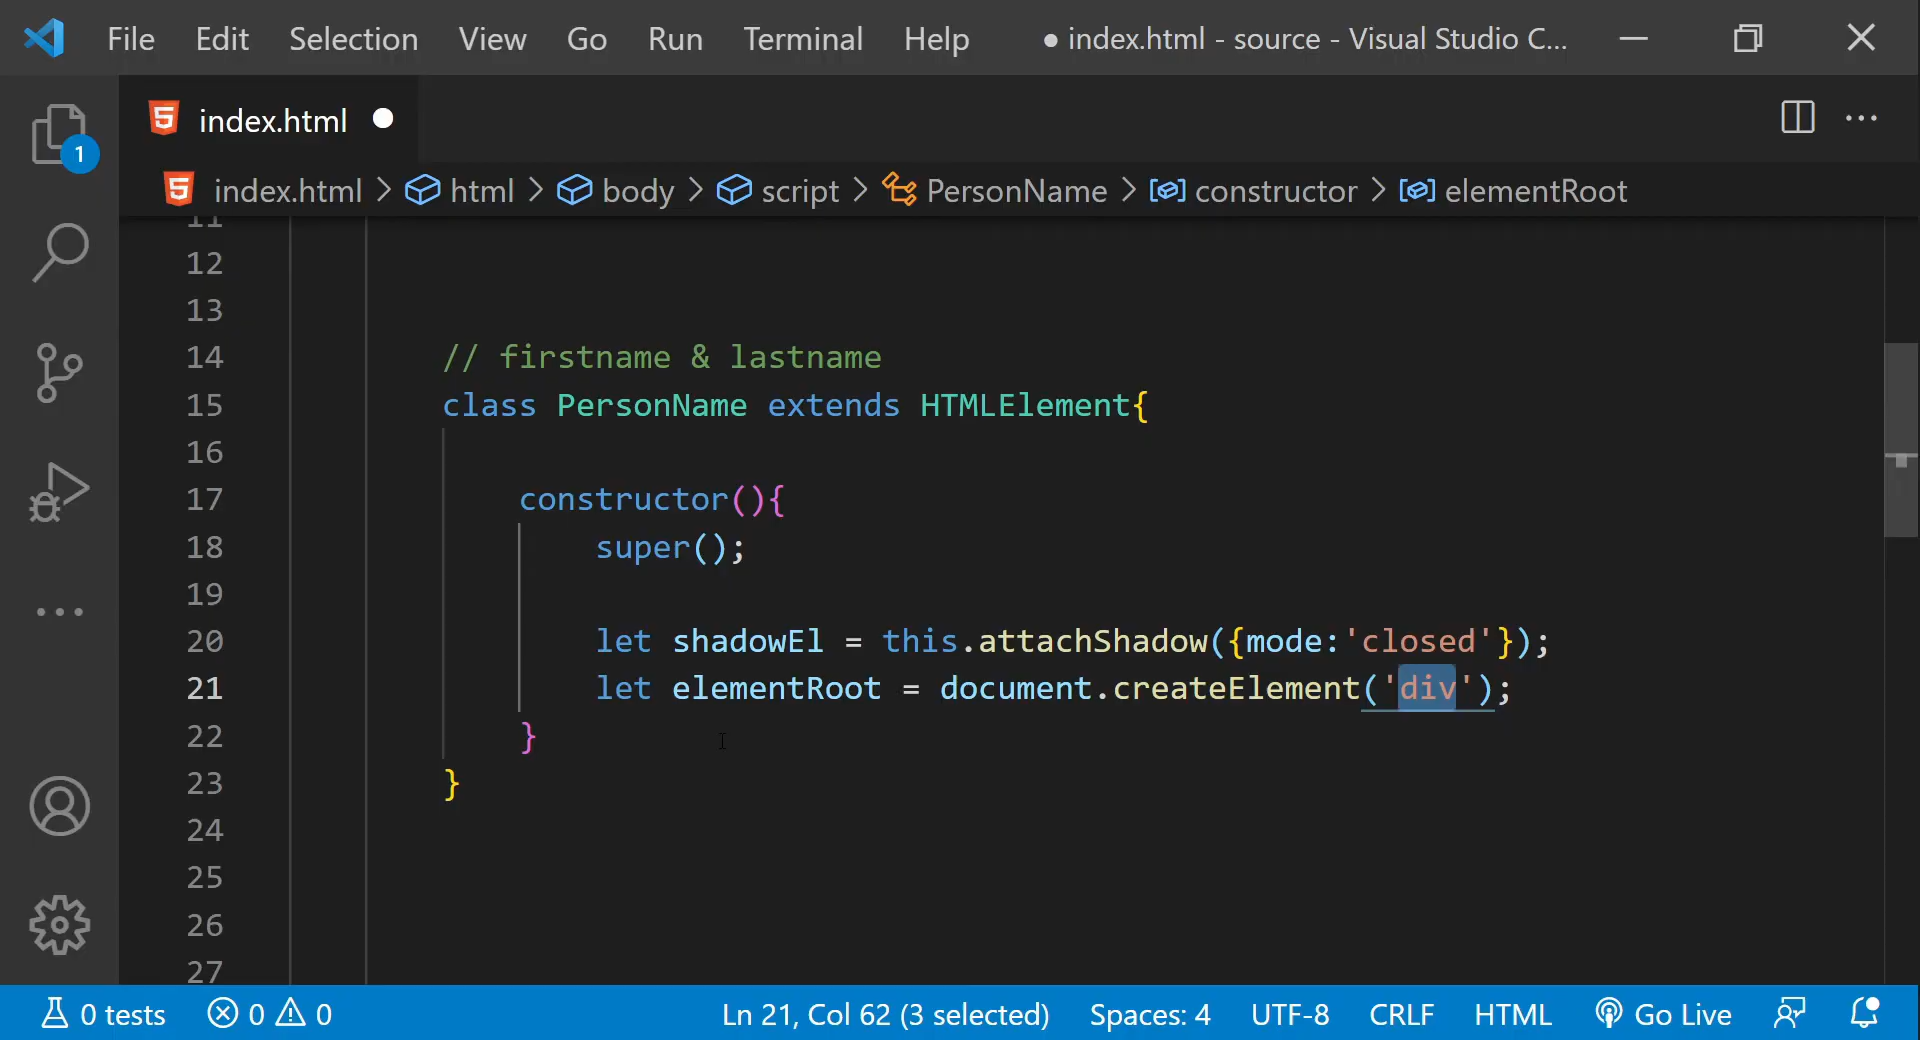 File Edit Selection View Go Run Terminal Help ● index.html - source - Visual Studio C...
index.html
1
index.html > html > body > script > PersonName > constructor > elementRoot
11
12
13
14 // firstname & lastname
15 class PersonName extends HTMLElement{
16
17 constructor(){
18 super();
19
20 let shadowEl = this.attachShadow({mode:'closed'});
21 let elementRoot = document.createElement('div');
22 }
23 }
24
25
26
27
0 tests 0 0 Ln 21, Col 62 (3 selected) Spaces: 4 UTF-8 CRLF HTML Go Live